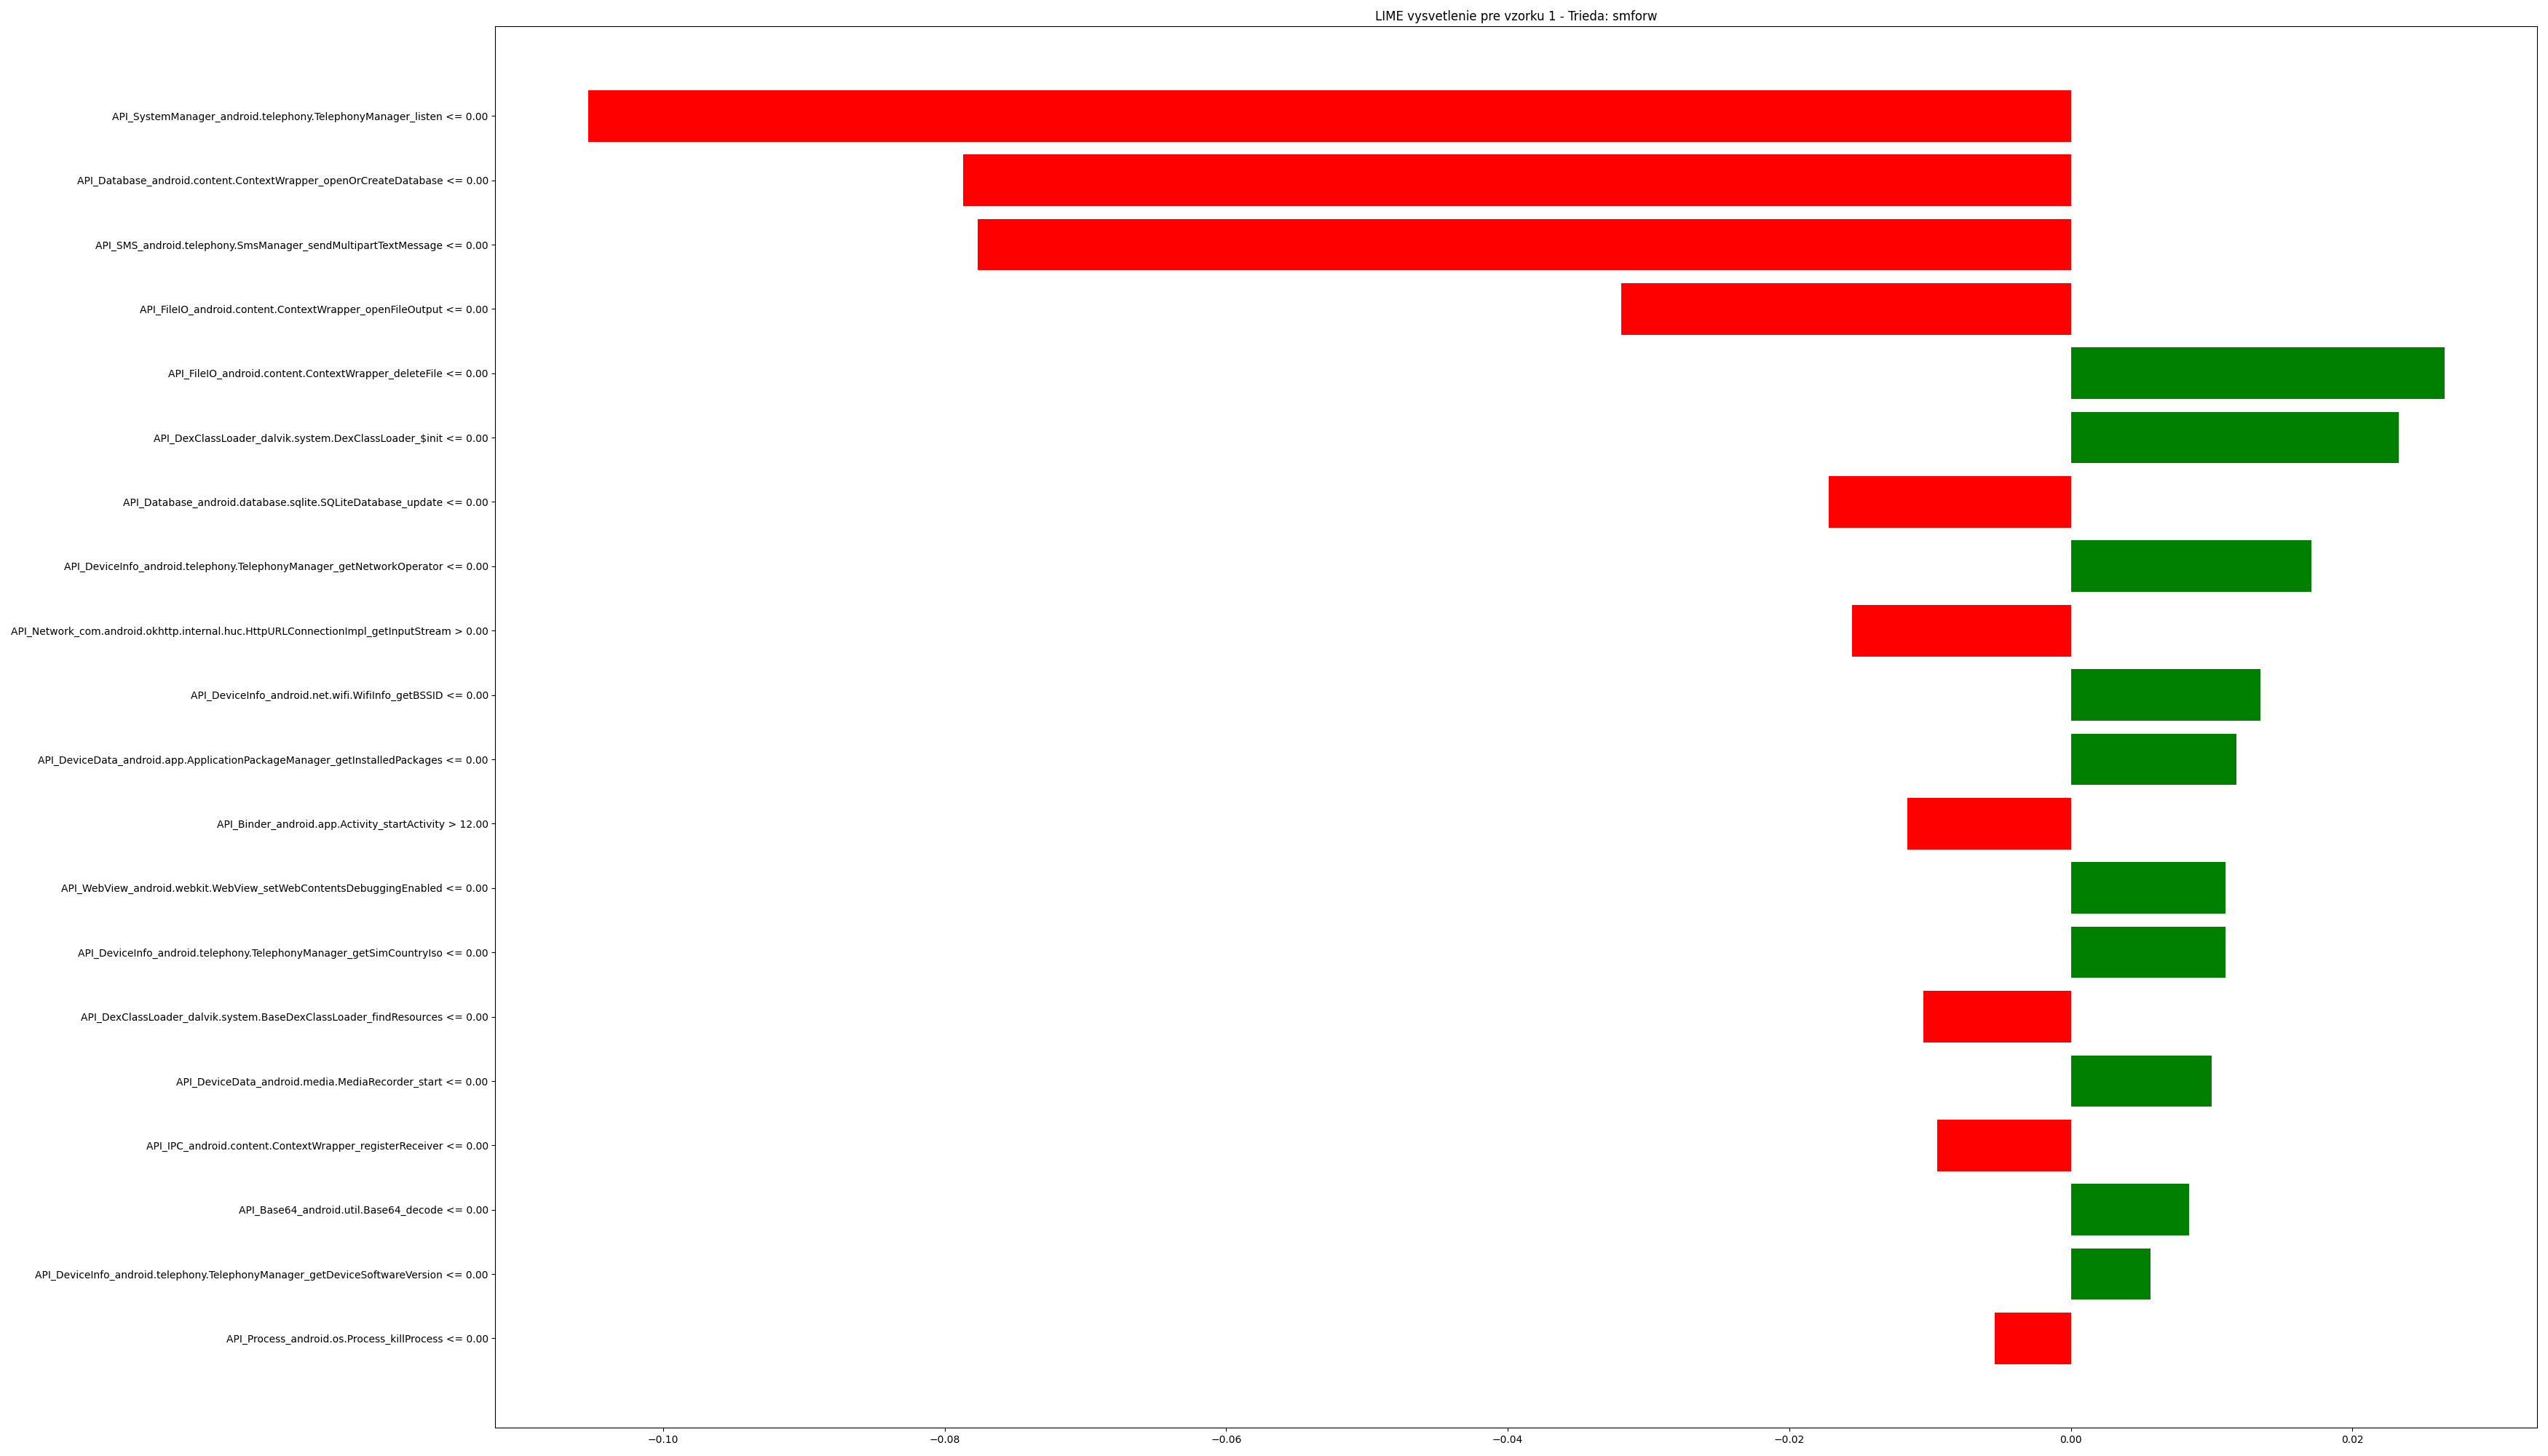 LIME vysvetlenie pre vzorku 1 - Trieda: smforw
API_SystemManager_android.telephony.TelephonyManager_listen <= 0.00
API_Database_android.content.ContextWrapper_openOrCreateDatabase <= 0.00
API_SMS_android.telephony.SmsManager_sendMultipartTextMessage <= 0.00
API_FileIO_android.content.ContextWrapper_openFileOutput <= 0.00
API_FileIO_android.content.ContextWrapper_deleteFile <= 0.00
API_DexClassLoader_dalvik.system.DexClassLoader_$init <= 0.00
API_Database_android.database.sqlite.SQLiteDatabase_update <= 0.00
API_DeviceInfo_android.telephony.TelephonyManager_getNetworkOperator <= 0.00
API_Network_com.android.okhttp.internal.huc.HttpURLConnectionImpl_getInputStream > 0.00
API_DeviceInfo_android.net.wifi.WifiInfo_getBSSID <= 0.00
API_DeviceData_android.app.ApplicationPackageManager_getInstalledPackages <= 0.00
API_Binder_android.app.Activity_startActivity > 12.00
API_WebView_android.webkit.WebView_setWebContentsDebuggingEnabled <= 0.00
API_DeviceInfo_android.telephony.TelephonyManager_getSimCountryIso <= 0.00
API_DexClassLoader_dalvik.system.BaseDexClassLoader_findResources <= 0.00
API_DeviceData_android.media.MediaRecorder_start <= 0.00
API_IPC_android.content.ContextWrapper_registerReceiver <= 0.00
API_Base64_android.util.Base64_decode <= 0.00
API_DeviceInfo_android.telephony.TelephonyManager_getDeviceSoftwareVersion <= 0.00
API_Process_android.os.Process_killProcess <= 0.00
−0.10 −0.08 −0.06 −0.04 −0.02 0.00 0.02